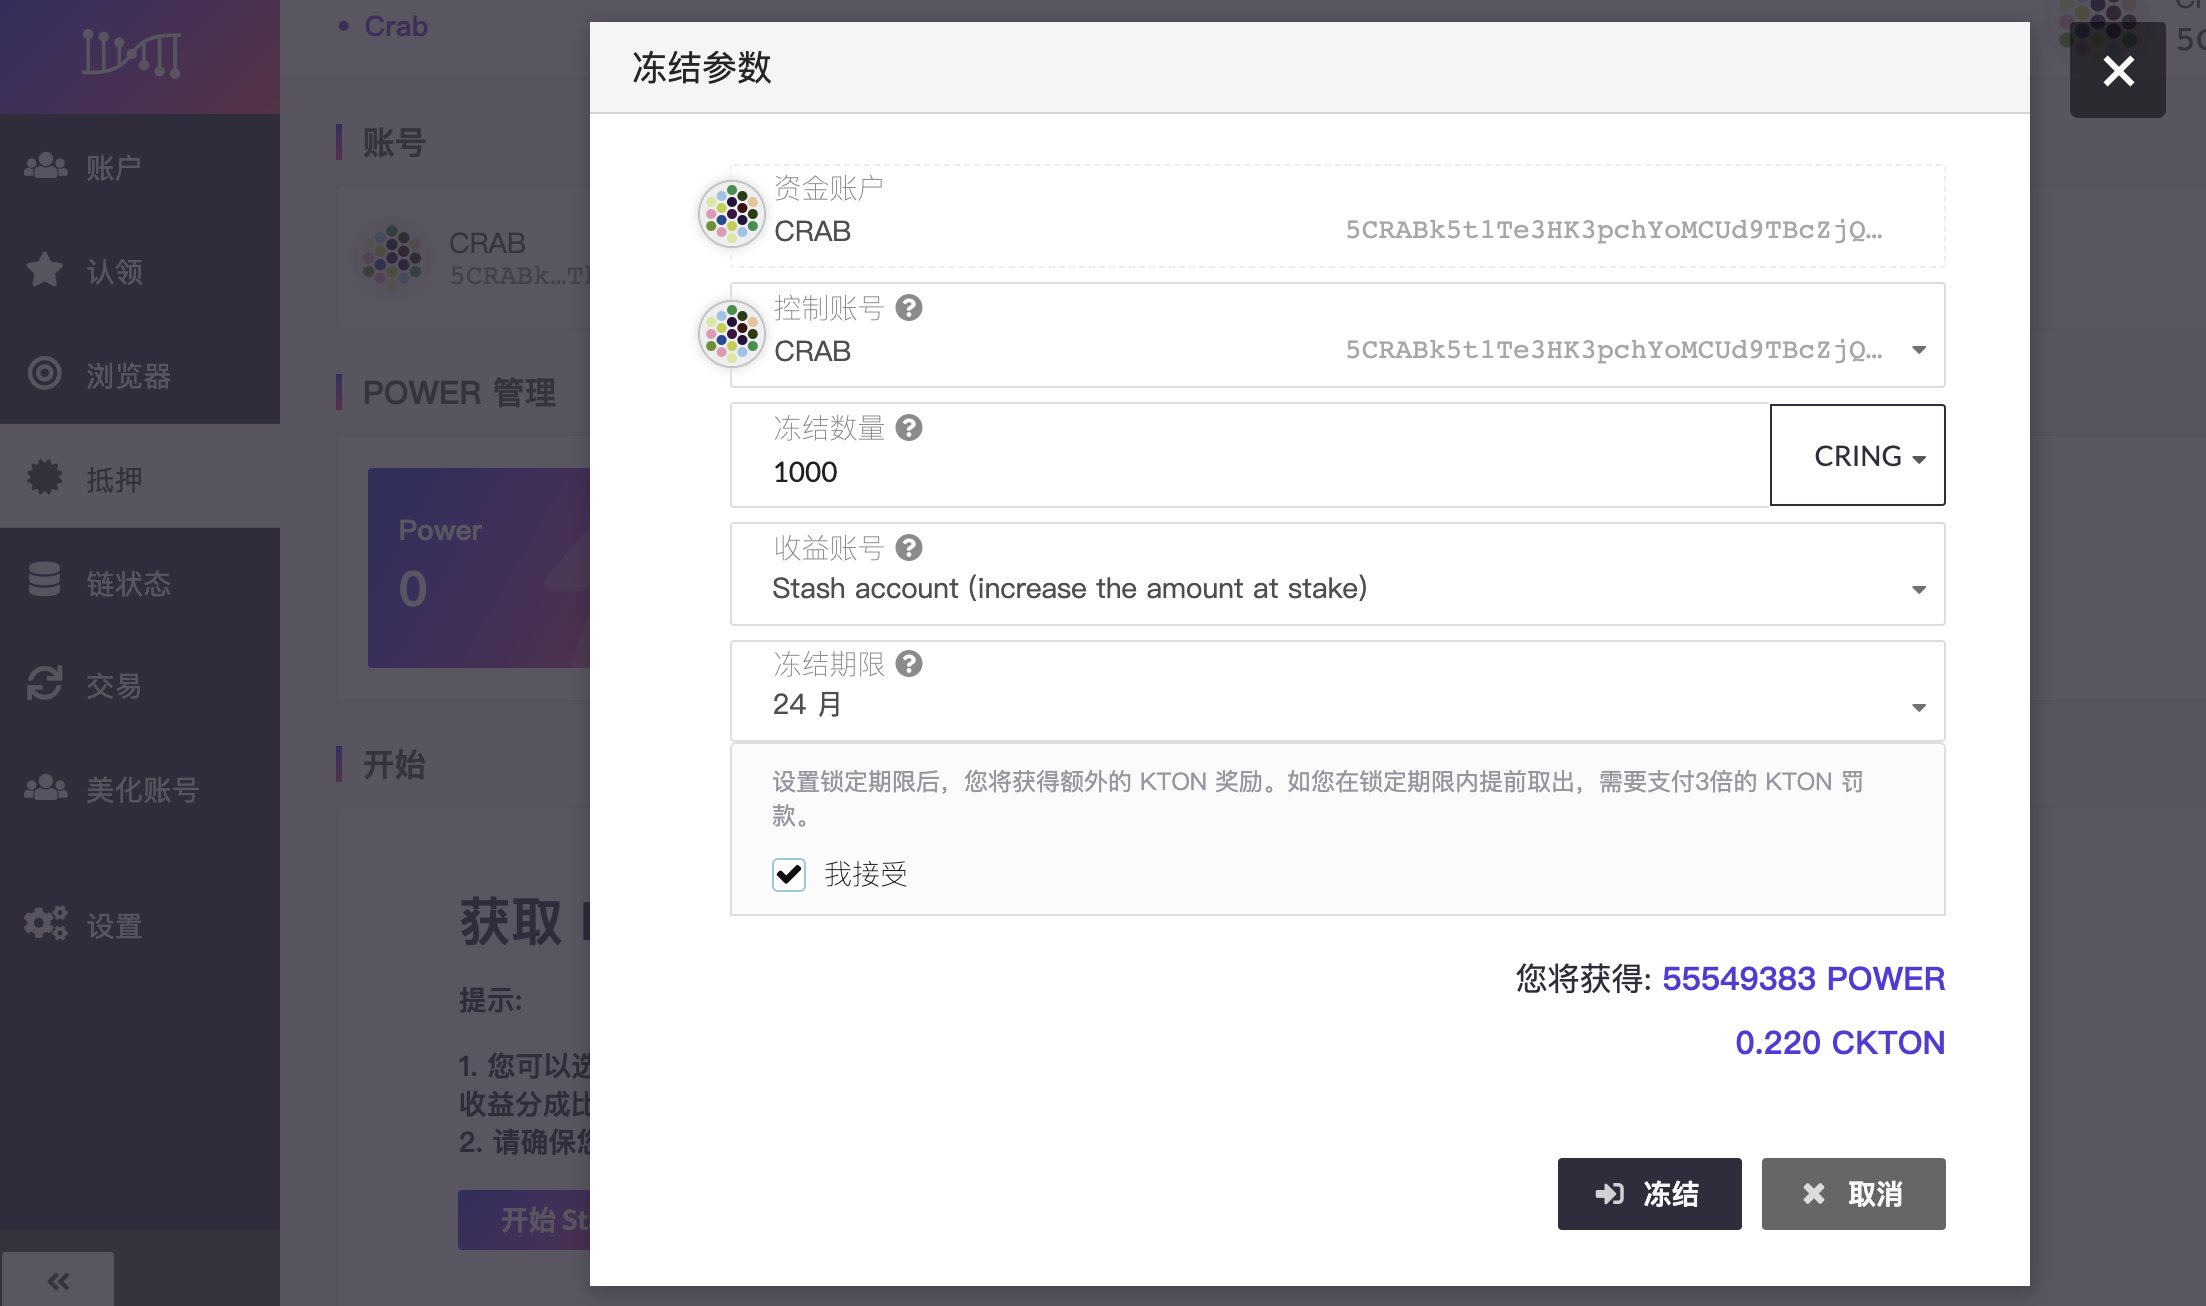 Crab
账号
CRAB
5CRABk…
POWER 管理
Power
0
开始
获取
提示:
1. 您可以选
收益分成比
2. 请确保您
开始
账户
认领
浏览器
抵押
链状态
交易
美化账号
设置
冻结参数
资金账户
CRAB
5CRABk5t1Te3HK3pchYoMCUd9TBcZjQ…
控制账号
CRAB
5CRABk5t1Te3HK3pchYoMCUd9TBcZjQ…
冻结数量
1000
CRING
收益账号
Stash account (increase the amount at stake)
冻结期限
24 月
设置锁定期限后，您将获得额外的 KTON 奖励。如您在锁定期限内提前取出，需要支付3倍的 KTON 罚
款。
我接受
您将获得: 55549383 POWER
0.220 CKTON
冻结
取消